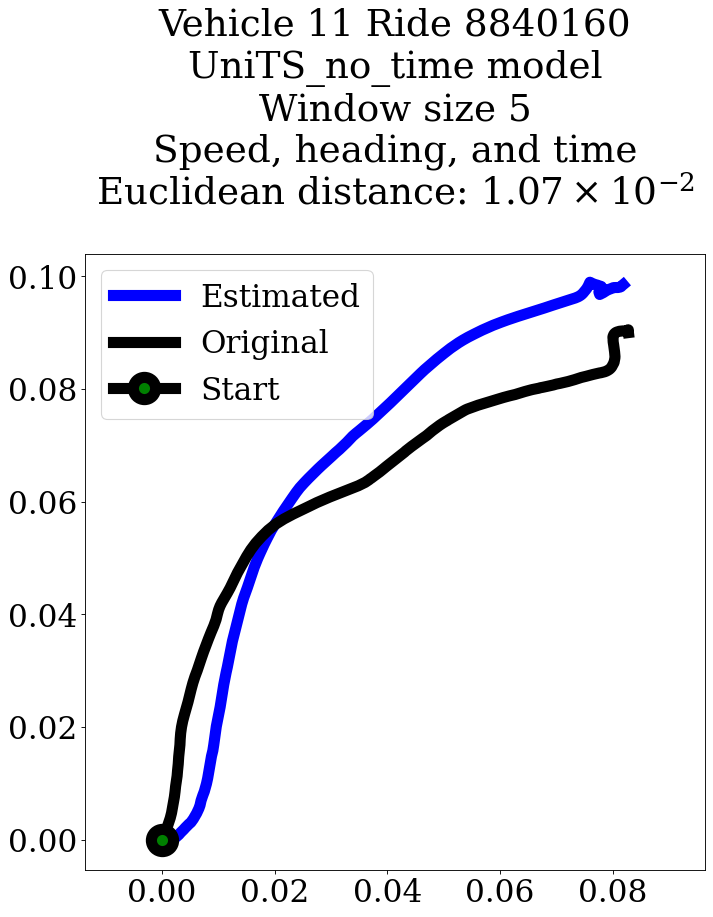 Vehicle 11 Ride 8840160
UniTS_no_time model
Window size 5
Speed, heading, and time
Euclidean distance: 1.07 × 10⁻²
Estimated
Original
Start
0.10
0.08
0.06
0.04
0.02
0.00
0.00 0.02 0.04 0.06 0.08